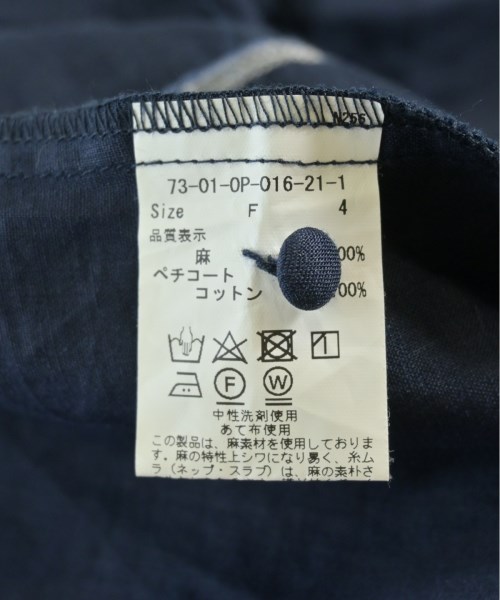 73-01-OP-016-21-1
Size F 4
品質表示
麻 00%
ペチコート
コットン 00%
F W
中性洗剤使用
あて布使用
この製品は、麻素材を使用しておりま
す。麻の特性上シワになり易く、糸ム
ラ（ネップ・スラブ）は、麻の素朴さ